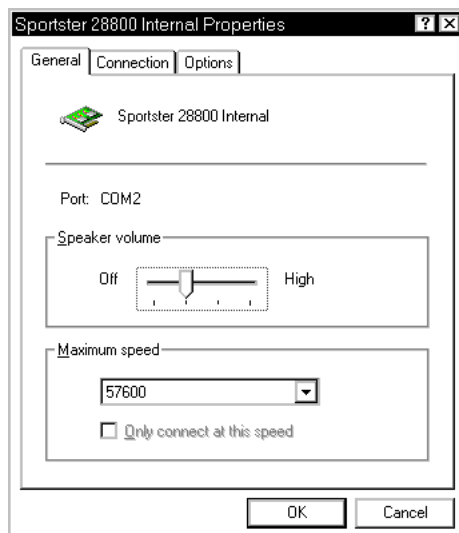 Sportster 28800 Internal Properties
General Connection Options
Sportster 28800 Internal
Port: COM2
Speaker volume
Off High
Maximum speed
57600
Only connect at this speed
OK Cancel